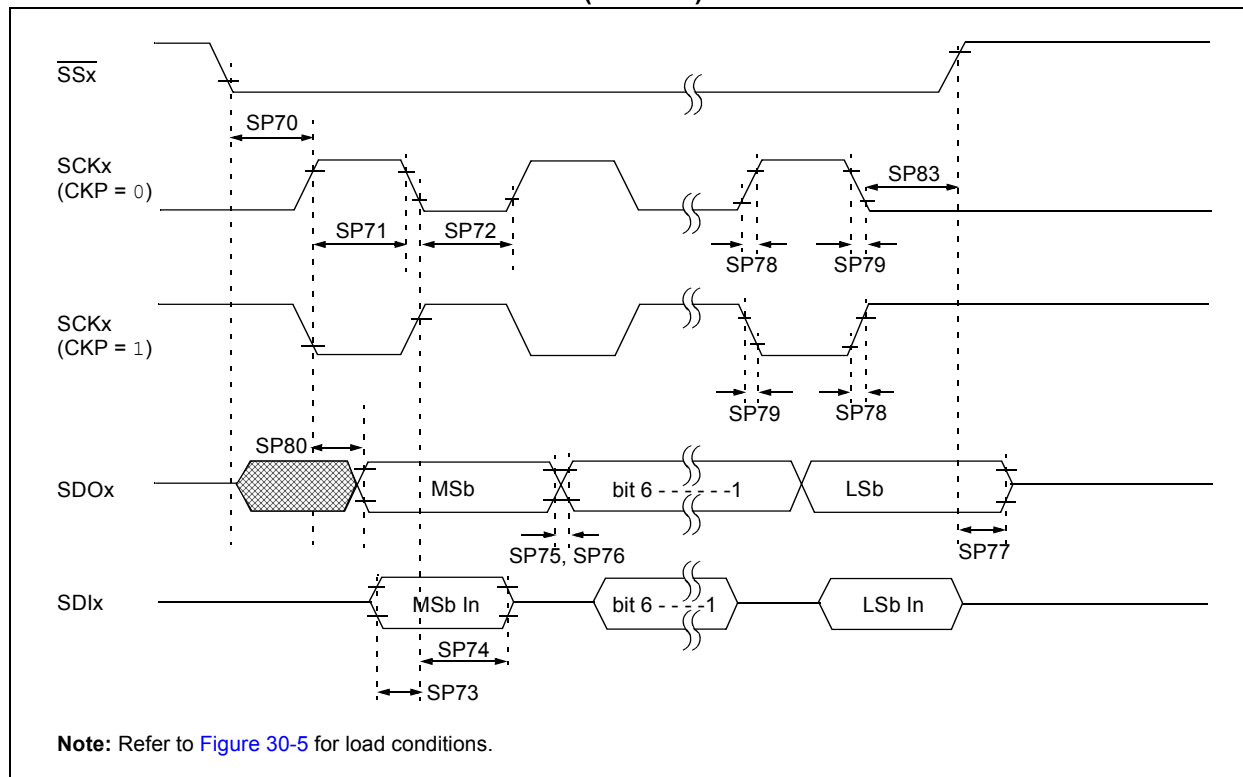 SSx
SP70
SCKx
(CKP = 0)
SP83
SP71
SP72
SP78
SP79
SCKx
(CKP = 1)
SP79
SP78
SP80
SDOx
MSb
bit 6 - - - - - - -1
LSb
SP75, SP76
SP77
SDIx
MSb In
bit 6 - - - - -1
LSb In
SP74
SP73
Note: Refer to Figure 30-5 for load conditions.